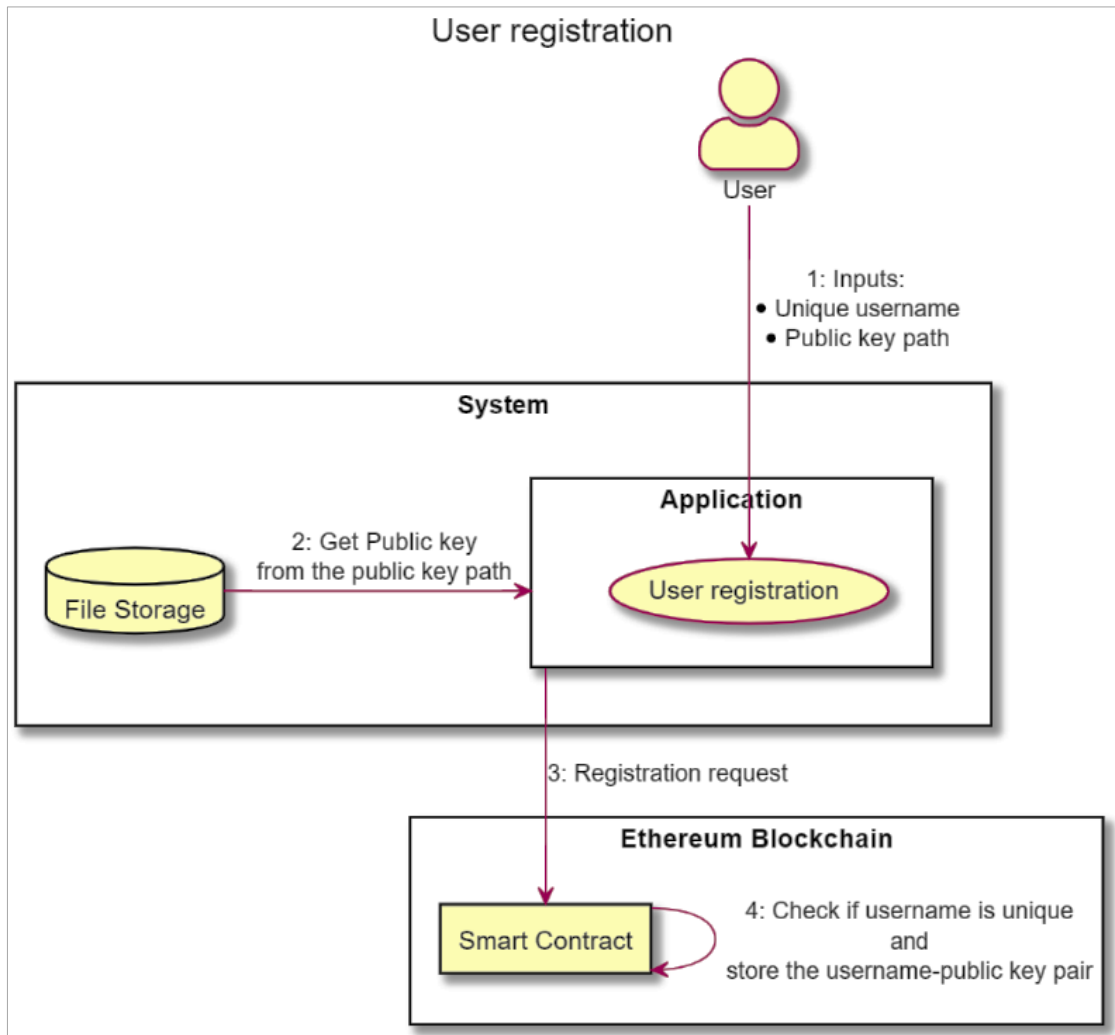 User registration
User
1: Inputs:
• Unique username
• Public key path
System
Application
2: Get Public key
from the public key path
File Storage
User registration
3: Registration request
Ethereum Blockchain
Smart Contract
4: Check if username is unique
and
store the username-public key pair